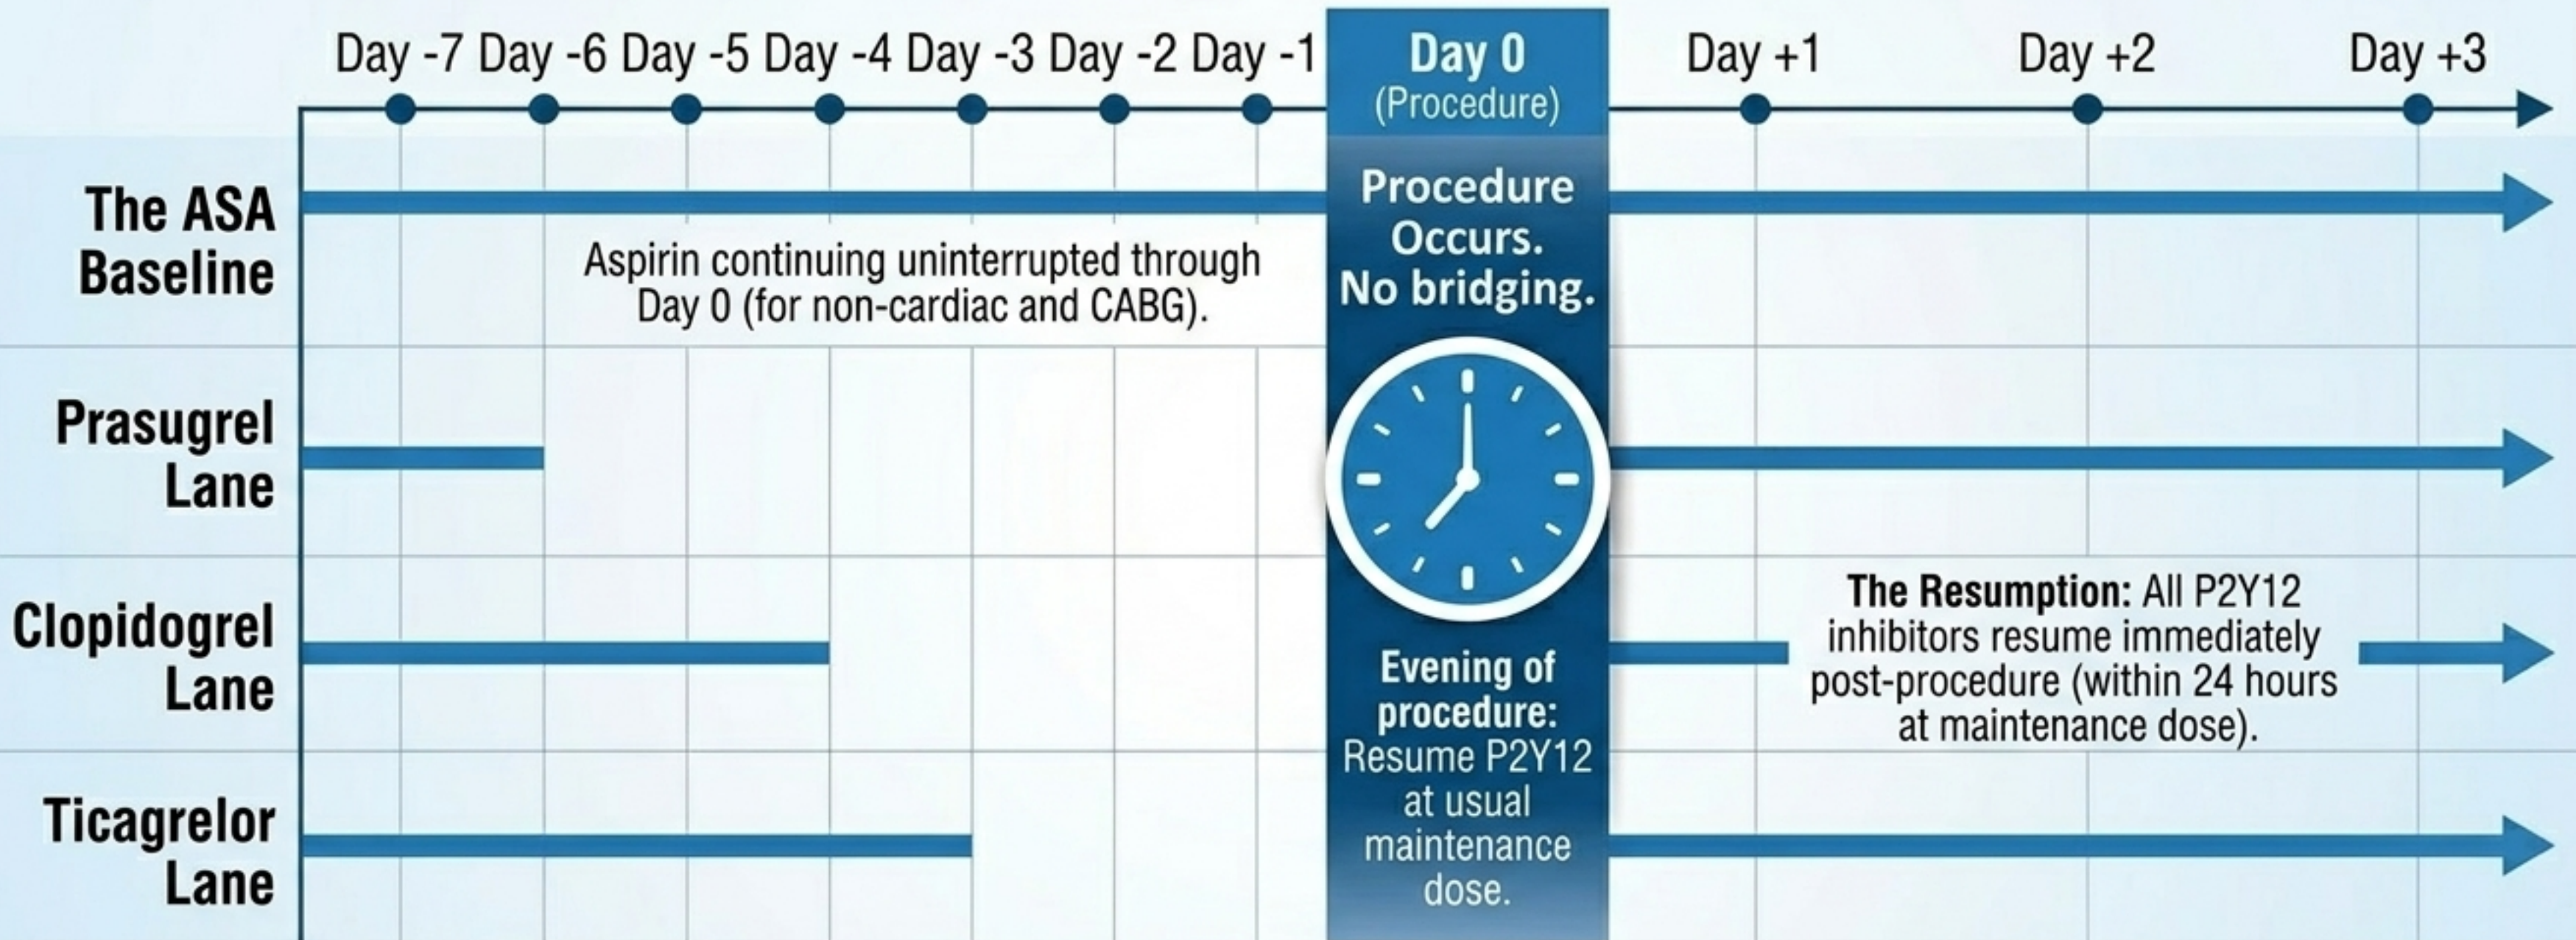 Day -7 Day -6 Day -5 Day -4 Day -3 Day -2 Day -1
Day 0
(Procedure)
Day +1
Day +2
Day +3
The ASA
Baseline
Aspirin continuing uninterrupted through
Day 0 (for non-cardiac and CABG).
Procedure
Occurs.
No bridging.
Prasugrel
Lane
Clopidogrel
Lane
The Resumption: All P2Y12
inhibitors resume immediately
post-procedure (within 24 hours
at maintenance dose).
Evening of
procedure:
Resume P2Y12
at usual
maintenance
dose.
Ticagrelor
Lane